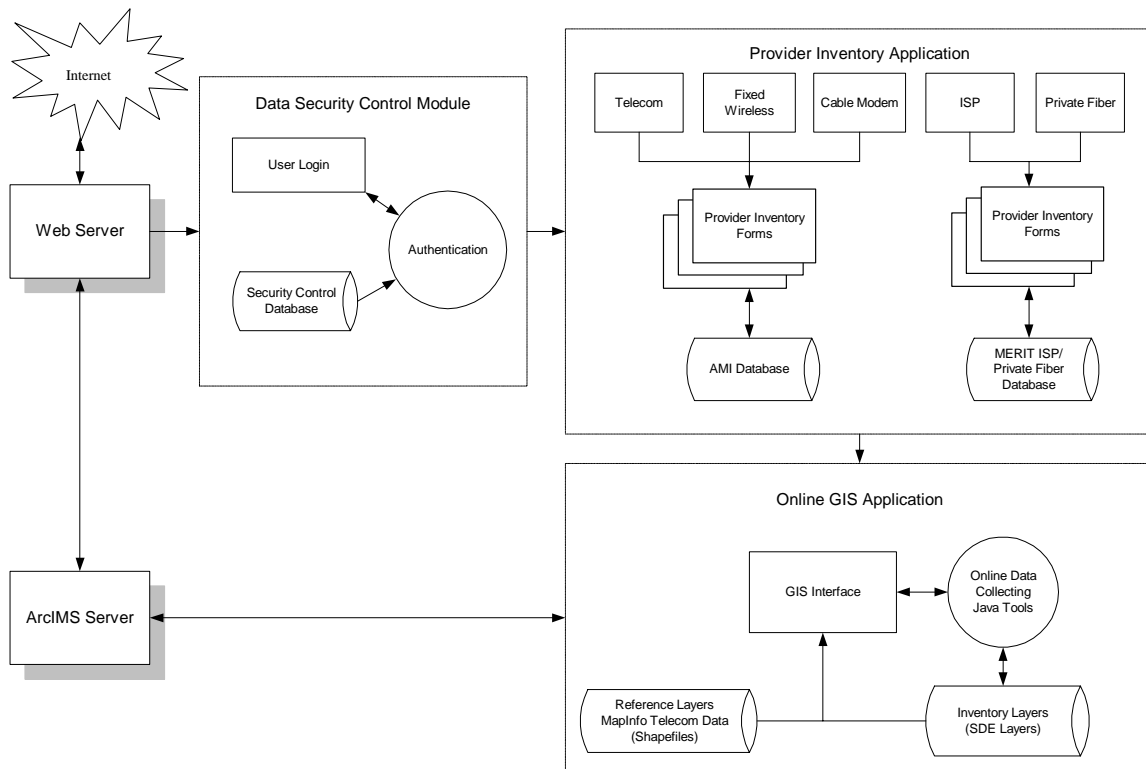 Internet
Web Server
ArcIMS Server
Data Security Control Module
User Login
Authentication
Security Control
Database
Provider Inventory Application
Telecom
Fixed
Wireless
Cable Modem
ISP
Private Fiber
Provider Inventory
Forms
Provider Inventory
Forms
AMI Database
MERIT ISP/
Private Fiber
Database
Online GIS Application
GIS Interface
Online Data
Collecting
Java Tools
Reference Layers
MapInfo Telecom Data
(Shapefiles)
Inventory Layers
(SDE Layers)